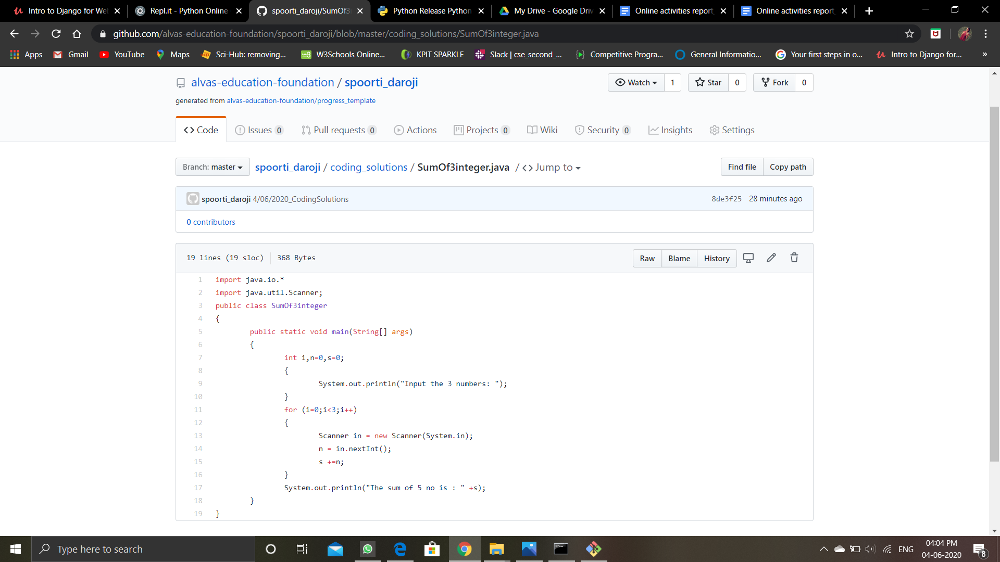 Intro to Django for We
Repl.it - Python Online
spoorti_daroji/SumOf3i
Python Release Python
My Drive - Google Driv
Online activities report
Online activities report
github.com/alvas-education-foundation/spoorti_daroji/blob/master/coding_solutions/SumOf3integer.java
Apps
Gmail
YouTube
Maps
Sci-Hub: removing...
W3Schools Online...
KPIT SPARKLE
Slack | cse_second_...
Competitive Progra...
General Informatio...
Your first steps in o...
Intro to Django for...
»
alvas-education-foundation / spoorti_daroji
Watch 1
Star 0
Fork 0
generated from alvas-education-foundation/progress_template
Code
Issues 0
Pull requests 0
Actions
Projects 0
Wiki
Security 0
Insights
Settings
Branch: master
spoorti_daroji / coding_solutions / SumOf3integer.java / <> Jump to
Find file
Copy path
spoorti_daroji 4/06/2020_CodingSolutions
8de3f25 28 minutes ago
0 contributors
19 lines (19 sloc) 368 Bytes
Raw
Blame
History
1 import java.io.*
2 import java.util.Scanner;
3 public class SumOf3integer
4 {
5 public static void main(String[] args)
6 {
7 int i,n=0,s=0;
8 {
9 System.out.println("Input the 3 numbers: ");
10 }
11 for (i=0;i<3;i++)
12 {
13 Scanner in = new Scanner(System.in);
14 n = in.nextInt();
15 s +=n;
16 }
17 System.out.println("The sum of 5 no is : " +s);
18 }
19 }
Type here to search
ENG
04:04 PM
04-06-2020
8